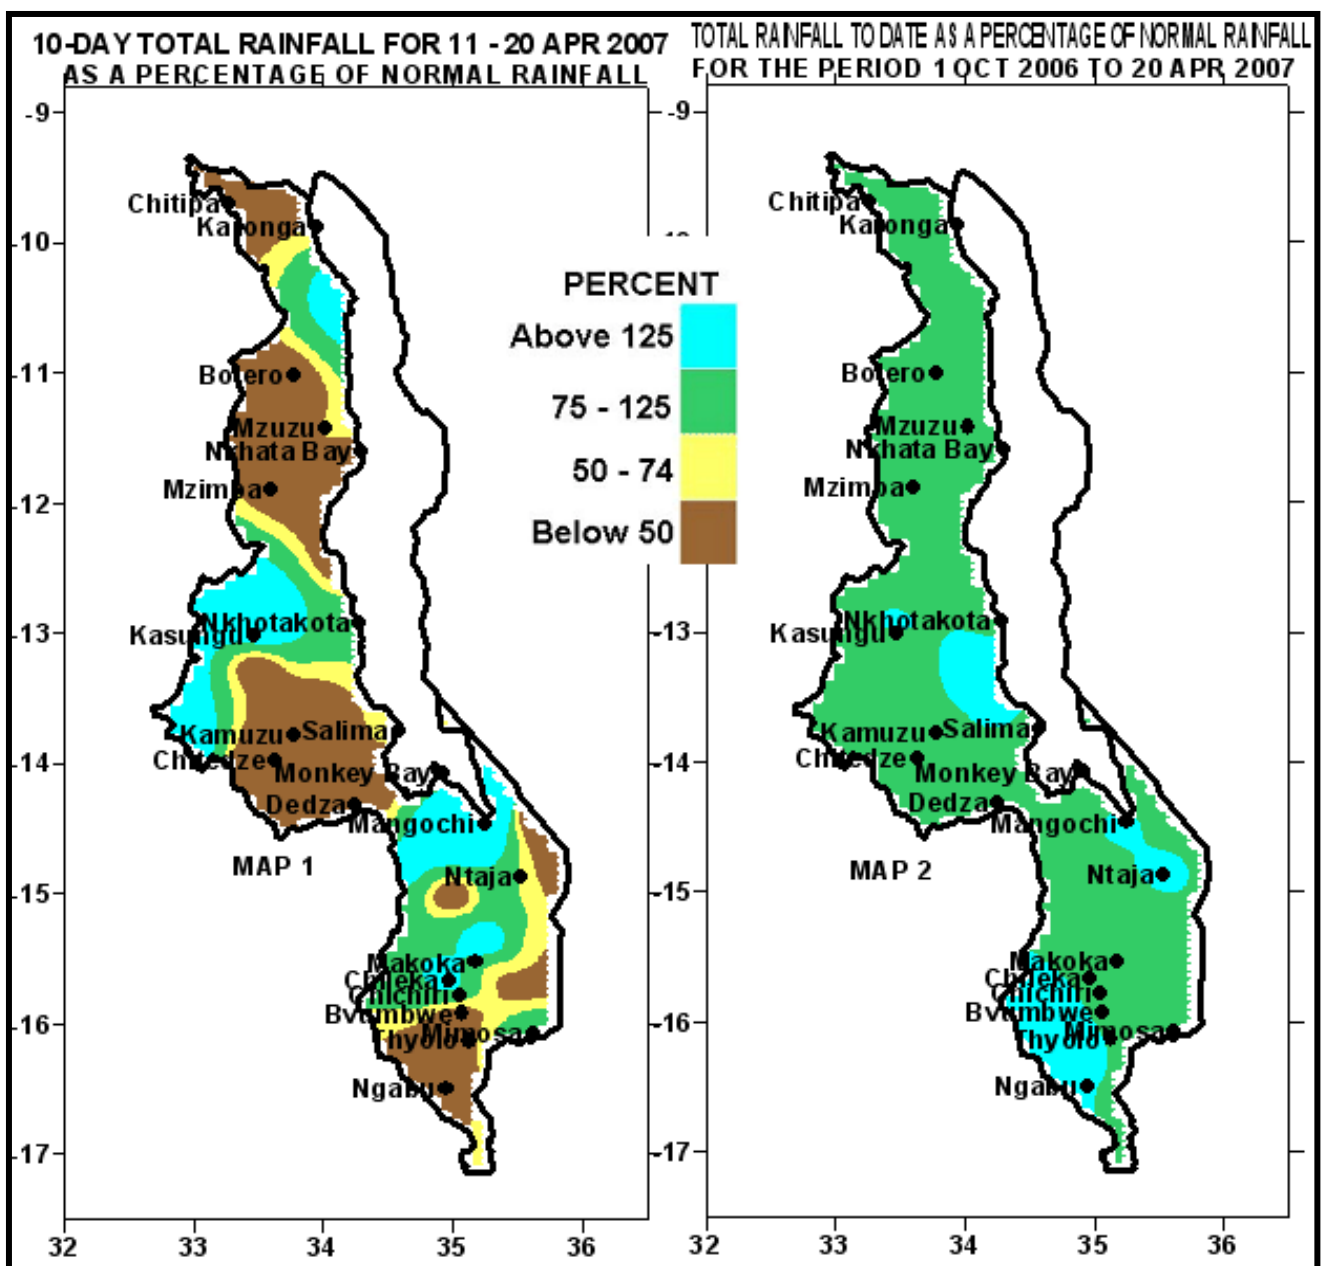 10-DAY TOTAL RAINFALL FOR 11 - 20 APR 2007
AS A PERCENTAGE OF NORMAL RAINFALL
TOTAL RAINFALL TO DATE AS A PERCENTAGE OF NORMAL RAINFALL
FOR THE PERIOD 1 OCT 2006 TO 20 APR 2007
-9
-10
-11
-12
-13
-14
-15
-16
-17
32
33
34
35
36
Chitipa
Karonga
Bolero
Mzuzu
Nkhata Bay
Mzimba
Nkhotakota
Kasungu
Kamuzu
Salima
Chitedze
Monkey Bay
Dedza
Mangochi
MAP 1
Ntaja
Makoka
Chileka
Chichiri
Bvumbwe
Mimosa
Thyolo
Ngabu
PERCENT
Above 125
75 - 125
50 - 74
Below 50
-9
-13
-14
-15
-16
-17
32
33
34
35
36
Chitipa
Karonga
Bolero
Mzuzu
Nkhata Bay
Mzimba
Nkhotakota
Kasungu
Kamuzu
Salima
Chitedze
Monkey Bay
Dedza
Mangochi
MAP 2
Ntaja
Makoka
Chileka
Chichiri
Bvumbwe
Mimosa
Thyolo
Ngabu